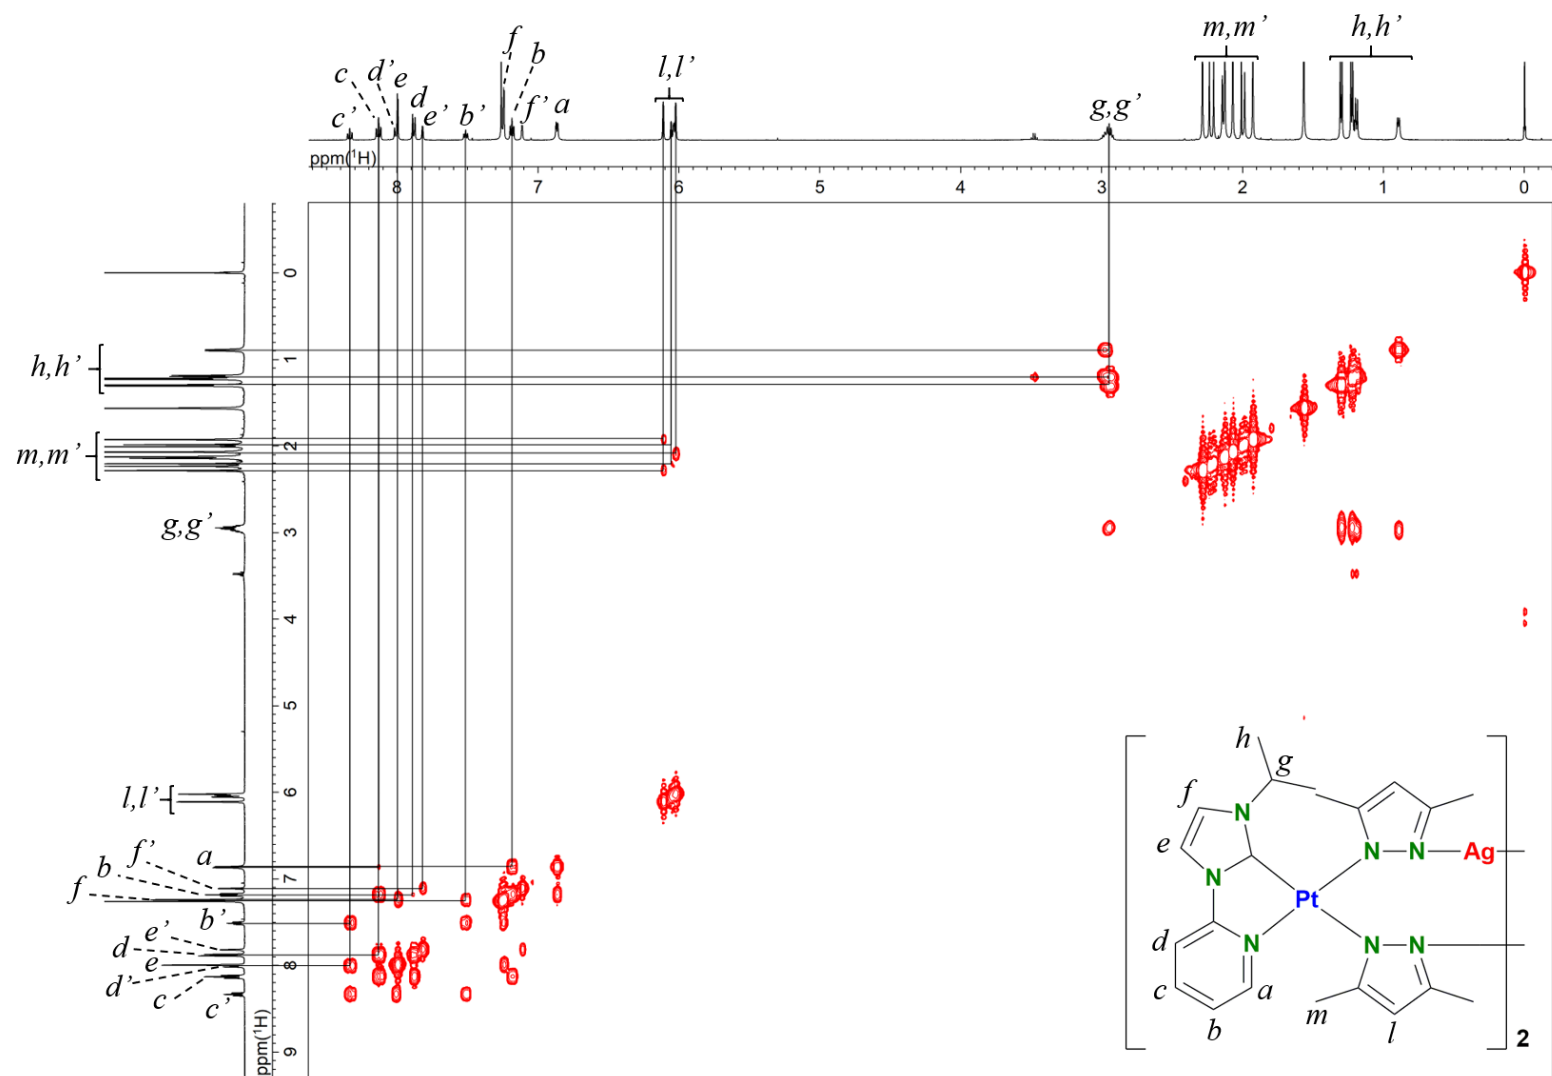 c'
c
d'
e
d
e'
b'
f
b
f'
a
l,l'
g,g'
m,m'
h,h'
ppm(¹H)
8
7
6
5
4
3
2
1
0
h,h'
m,m'
g,g'
l,l'
a
f'
b
f
b'
e'
d
e
d'
c
c'
0
1
2
3
4
5
6
7
8
9
ppm(¹H)
h
g
f
N
e
N
N
N
Ag
Pt
d
N
N
N
c
a
b
m
l
2